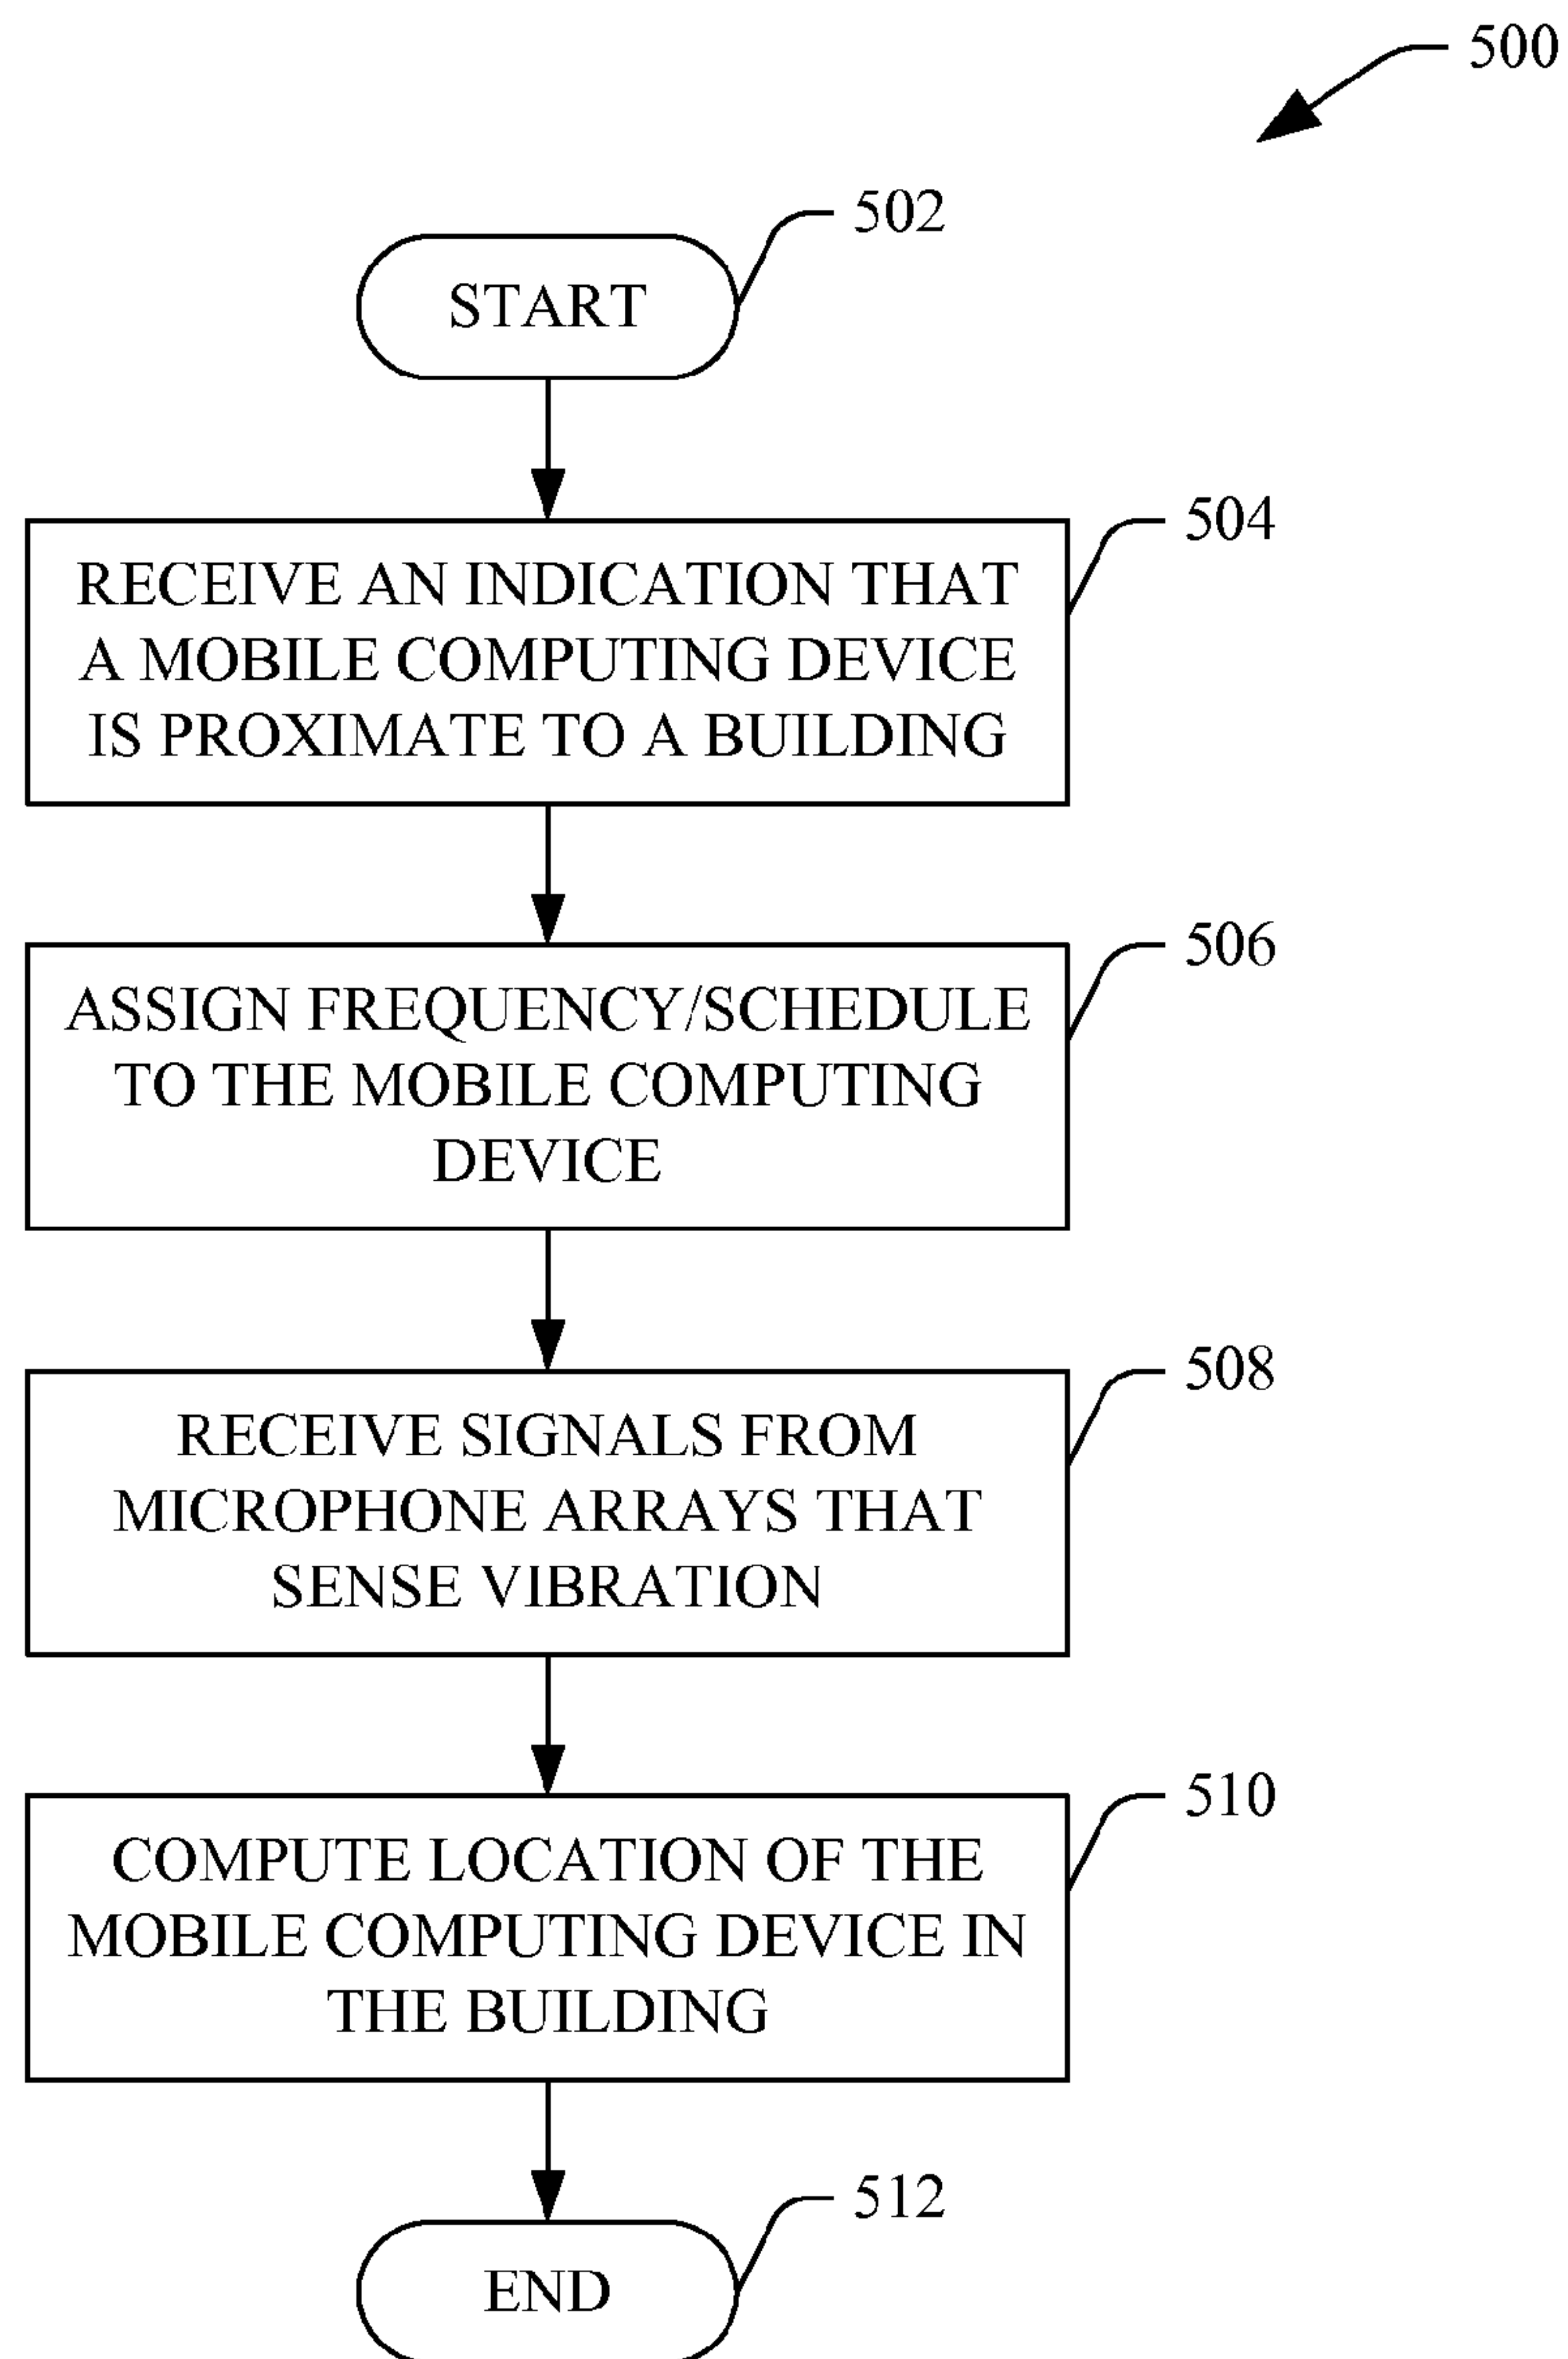 500
502
START
504
RECEIVE AN INDICATION THAT
A MOBILE COMPUTING DEVICE
IS PROXIMATE TO A BUILDING
506
ASSIGN FREQUENCY/SCHEDULE
TO THE MOBILE COMPUTING
DEVICE
508
RECEIVE SIGNALS FROM
MICROPHONE ARRAYS THAT
SENSE VIBRATION
510
COMPUTE LOCATION OF THE
MOBILE COMPUTING DEVICE IN
THE BUILDING
512
END